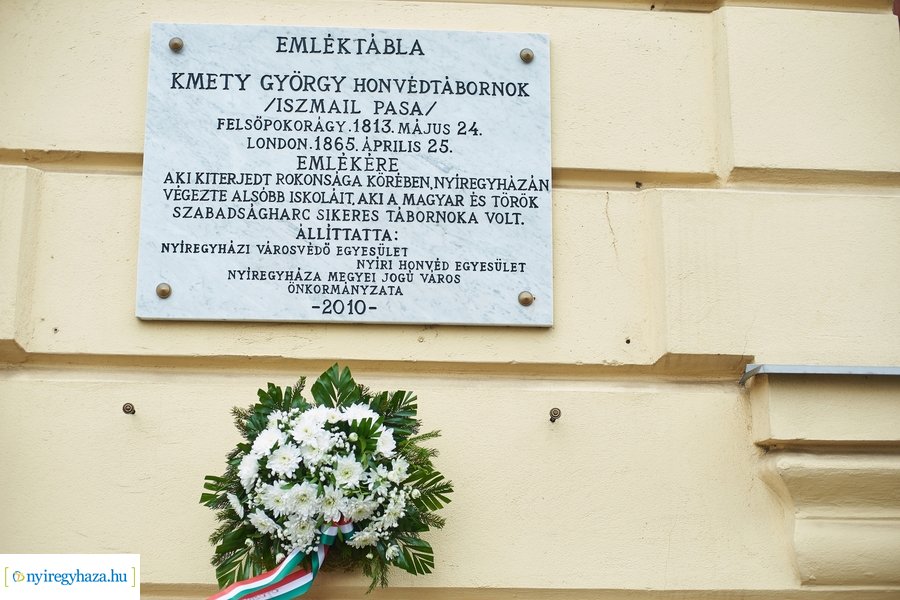 EMLÉKTÁBLA
KMETY GYÖRGY HONVÉDTÁBORNOK
/ISZMAIL PASA/
FELSŐPOKORÁGY.1813.MÁJUS 24.
LONDON.1865.ÁPRILIS 25.
EMLÉKÉRE
AKI KITERJEDT ROKONSÁGA KÖRÉBEN,NYÍREGYHÁZÁN
VÉGEZTE ALSÓBB ISKOLÁIT,AKI A MAGYAR ÉS TÖRÖK
SZABADSÁGHARC SIKERES TÁBORNOKA VOLT.
ÁLLÍTTATTA:
NYÍREGYHÁZI VÁROSVÉDŐ EGYESÜLET
NYÍRI HONVÉD EGYESÜLET
NYÍREGYHÁZA MEGYEI JOGÚ VÁROS
ÖNKORMÁNYZATA
-2010-
nyiregyhaza.hu